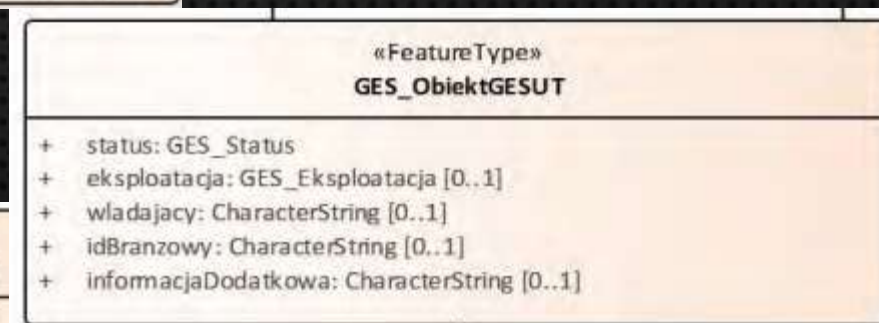 «FeatureType»
GES_ObiektGESUT
+ status: GES_Status
+ eksploatacja: GES_Eksploatacja [0..1]
+ wladajacy: CharacterString [0..1]
+ idBranzowy: CharacterString [0..1]
+ informacjaDodatkowa: CharacterString [0..1]